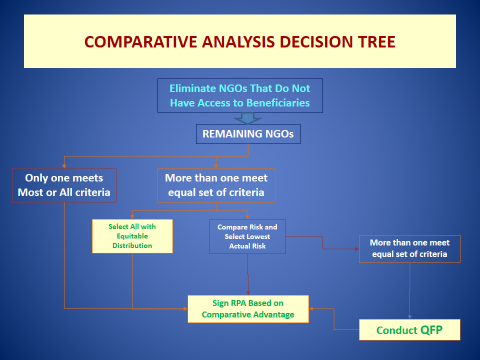 COMPARATIVE ANALYSIS DECISION TREE
Eliminate NGOs That Do Not
Have Access to Beneficiaries
REMAINING NGOs
Only one meets
Most or All criteria
More than one meet
equal set of criteria
Select All with
Equitable
Distribution
Compare Risk and
Select Lowest
Actual Risk
More than one meet
equal set of criteria
Sign RPA Based on
Comparative Advantage
Conduct QFP